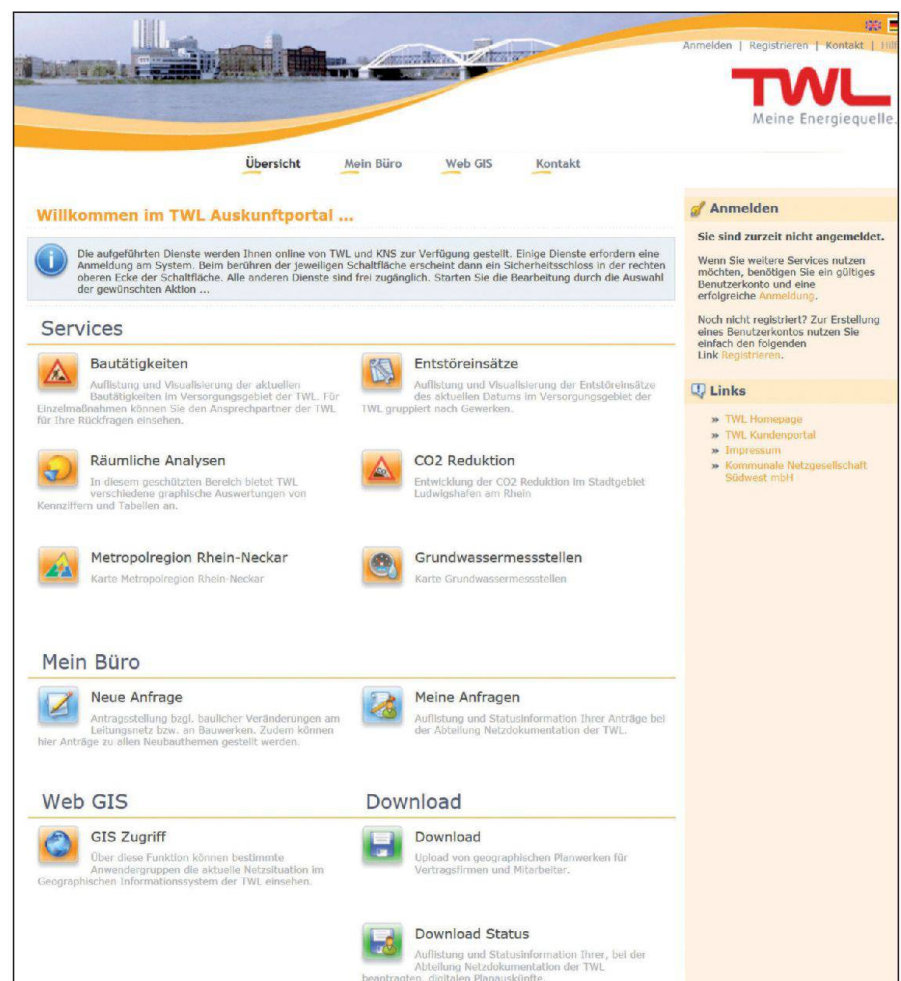 Anmelden | Registrieren | Kontakt |
TWL
Meine Energiequelle.
Übersicht Mein Büro Web GIS Kontakt
Willkommen im TWL Auskunftportal ...
Die aufgeführten Dienste werden Ihnen online von TWL und KNS zur Verfügung gestellt. Einige Dienste erfordern eine
Anmeldung am System. Beim berühren der jeweiligen Schaltfläche erscheint dann ein Sicherheitsschloss in der rechten
oberen Ecke der Schaltfläche. Alle anderen Dienste sind frei zugänglich. Starten Sie die Bearbeitung durch die Auswahl
der gewünschten Aktion ...
Services
Bautätigkeiten
Auflistung und Visualisierung der aktuellen
Bautätigkeiten im Versorgungsgebiet der TWL. Für
Einzelmaßnahmen können Sie den Ansprechpartner der TWL
für Ihre Rückfragen einsehen.
Entstöreinsätze
Auflistung und Visualisierung der Entstöreinsätze
des aktuellen Datums im Versorgungsgebiet der
TWL gruppiert nach Gewerken.
Räumliche Analysen
In diesem geschützten Bereich bietet TWL
verschiedene graphische Auswertungen von
Kennziffern und Tabellen an.
CO2 Reduktion
Entwicklung der CO2 Reduktion im Stadtgebiet
Ludwigshafen am Rhein
Metropolregion Rhein-Neckar
Karte Metropolregion Rhein-Neckar
Grundwassermessstellen
Karte Grundwassermessstellen
Mein Büro
Neue Anfrage
Antragsstellung bzgl. baulicher Veränderungen am
Leitungsnetz bzw. an Bauwerken. Zudem können
hier Anträge zu allen Neubauthemen gestellt werden.
Meine Anfragen
Auflistung und Statusinformation Ihrer Anträge bei
der Abteilung Netzdokumentation der TWL.
Web GIS
GIS Zugriff
Über diese Funktion können bestimmte
Anwendergruppen die aktuelle Netzsituation im
Geographischen Informationssystem der TWL einsehen.
Download
Download
Upload von geographischen Planwerken für
Vertragsfirmen und Mitarbeiter.
Download Status
Auflistung und Statusinformation Ihrer, bei der
Abteilung Netzdokumentation der TWL
beantragten, digitalen Planauskünfte.
Anmelden
Sie sind zurzeit nicht angemeldet.
Wenn Sie weitere Services nutzen
möchten, benötigen Sie ein gültiges
Benutzerkonto und eine
erfolgreiche Anmeldung.
Noch nicht registriert? Zur Erstellung
eines Benutzerkontos nutzen Sie
einfach den folgenden
Link Registrieren.
Links
» TWL Homepage
» TWL Kundenportal
» Impressum
» Kommunale Netzgesellschaft
Südwest mbH